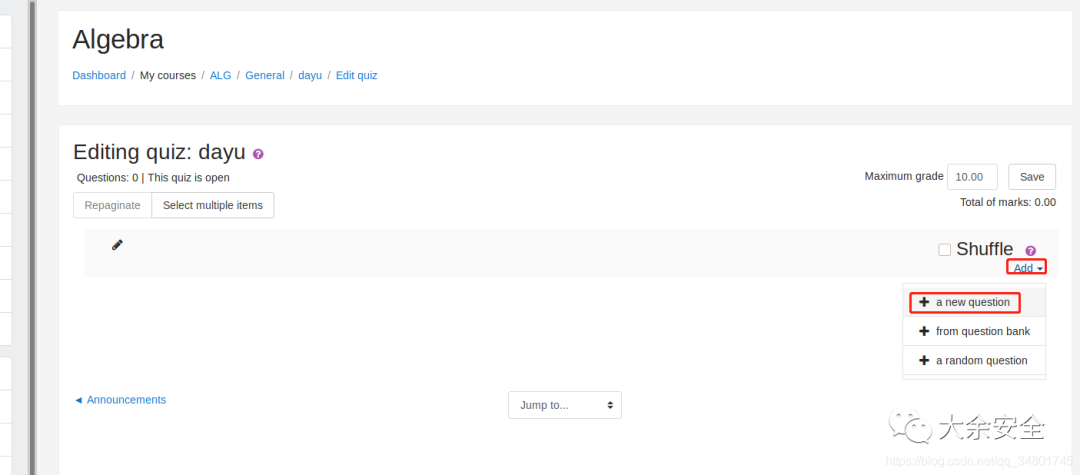 Algebra
Dashboard / My courses / ALG / General / dayu / Edit quiz
Editing quiz: dayu
Questions: 0 | This quiz is open
Maximum grade 10.00 Save
Total of marks: 0.00
Repaginate Select multiple items
Shuffle
Add
a new question
from question bank
a random question
◄ Announcements
Jump to...
大余安全
https://blog.csdn.net/qq_34801745